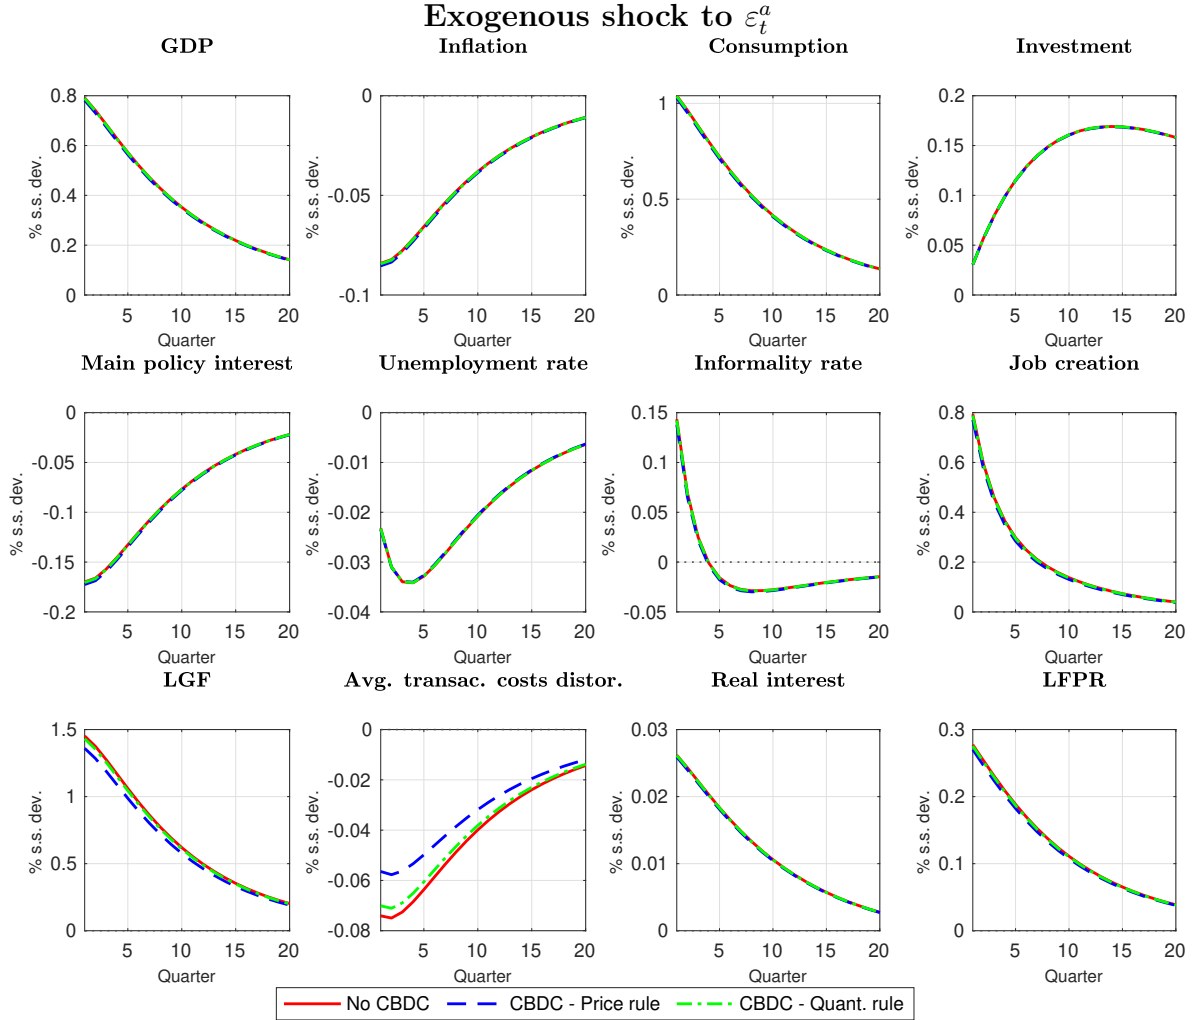 Exogenous shock to εₜᵃ
GDP
Inflation
Consumption
Investment
% s.s. dev.
0.8
0.6
0.4
0.2
0
5
10
15
20
Quarter
% s.s. dev.
0
-0.05
-0.1
5
10
15
20
Quarter
% s.s. dev.
1
0.5
0
5
10
15
20
Quarter
% s.s. dev.
0.2
0.15
0.1
0.05
0
5
10
15
20
Quarter
Main policy interest
Unemployment rate
Informality rate
Job creation
% s.s. dev.
0
-0.05
-0.1
-0.15
-0.2
5
10
15
20
Quarter
% s.s. dev.
0
-0.01
-0.02
-0.03
-0.04
5
10
15
20
Quarter
% s.s. dev.
0.15
0.1
0.05
0
-0.05
5
10
15
20
Quarter
% s.s. dev.
0.8
0.6
0.4
0.2
0
5
10
15
20
Quarter
LGF
Avg. transac. costs distor.
Real interest
LFPR
% s.s. dev.
1.5
1
0.5
0
5
10
15
20
Quarter
% s.s. dev.
0
-0.02
-0.04
-0.06
-0.08
5
10
15
20
Quarter
% s.s. dev.
0.03
0.02
0.01
0
5
10
15
20
Quarter
% s.s. dev.
0.3
0.2
0.1
0
5
10
15
20
Quarter
No CBDC
CBDC - Price rule
CBDC - Quant. rule